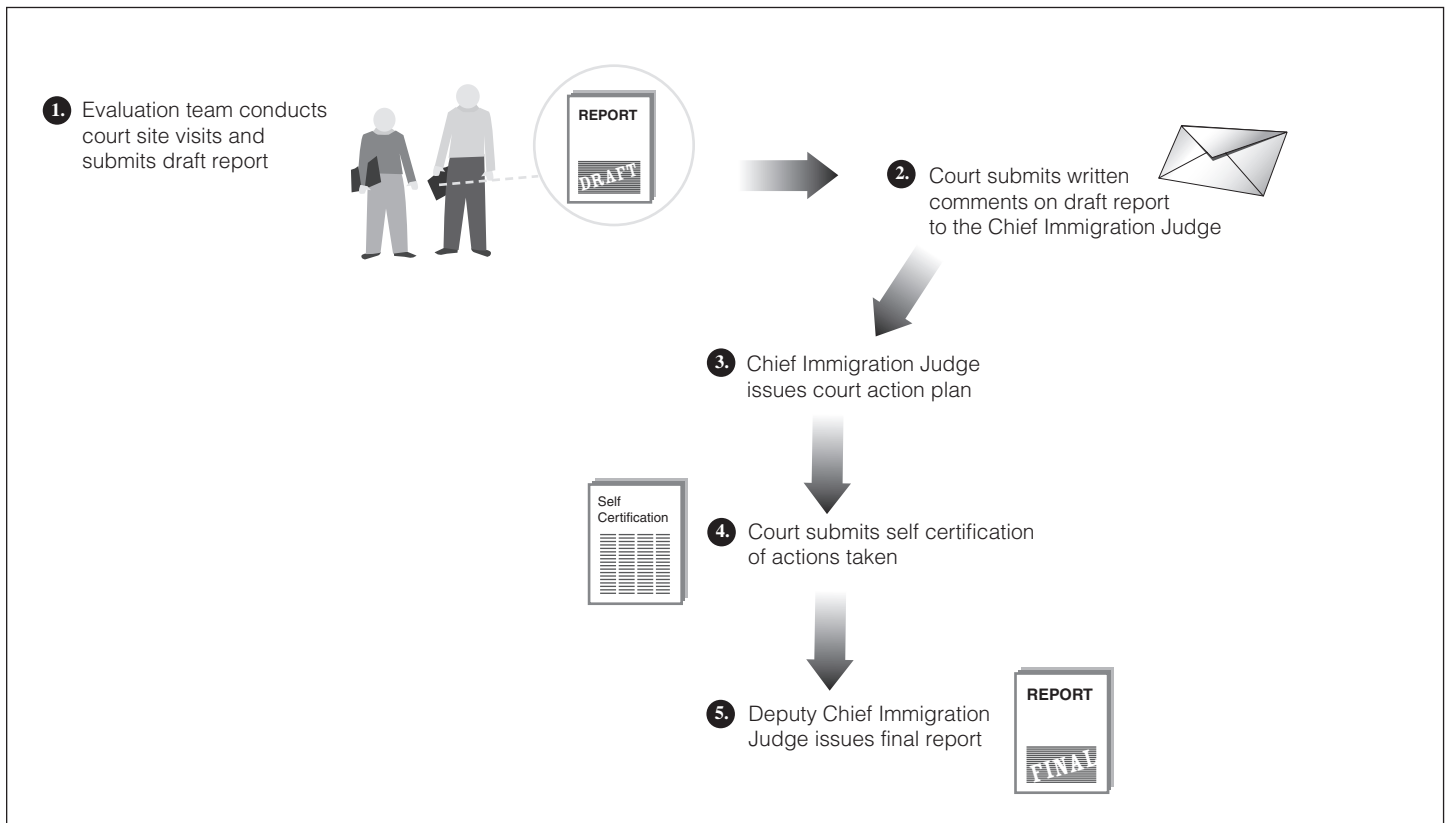 1. Evaluation team conducts
court site visits and
submits draft report
REPORT
DRAFT
2. Court submits written
comments on draft report
to the Chief Immigration Judge
3. Chief Immigration Judge
issues court action plan
Self
Certification
4. Court submits self certification
of actions taken
5. Deputy Chief Immigration
Judge issues final report
REPORT
FINAL